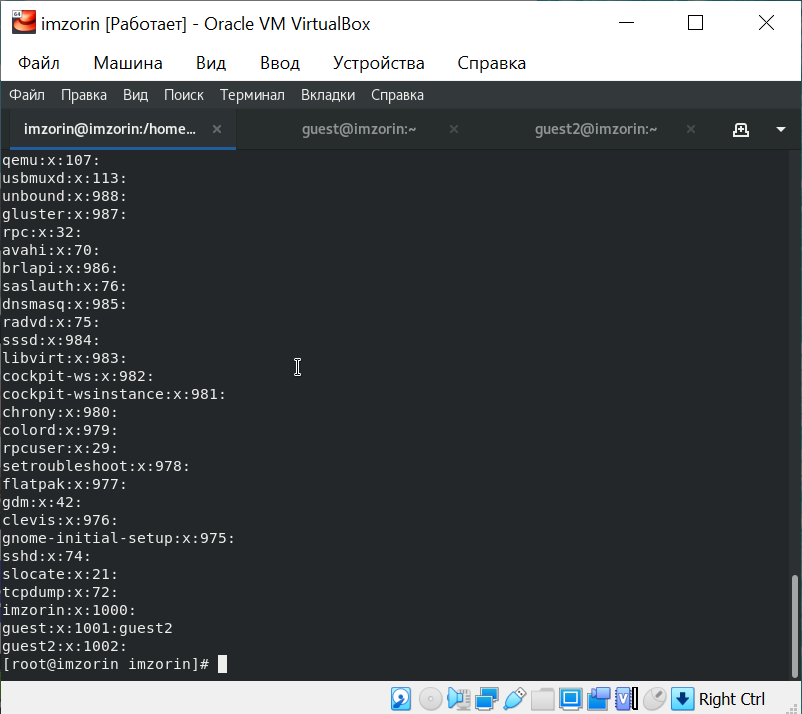 imzorin [Работает] - Oracle VM VirtualBox
Файл Машина Вид Ввод Устройства Справка
Файл Правка Вид Поиск Терминал Вкладки Справка
imzorin@imzorin:/home... × guest@imzorin:~ × guest2@imzorin:~ ×
qemu:x:107:
usbmuxd:x:113:
unbound:x:988:
gluster:x:987:
rpc:x:32:
avahi:x:70:
brlapi:x:986:
saslauth:x:76:
dnsmasq:x:985:
radvd:x:75:
sssd:x:984:
libvirt:x:983:
cockpit-ws:x:982:
cockpit-wsinstance:x:981:
chrony:x:980:
colord:x:979:
rpcuser:x:29:
setroubleshoot:x:978:
flatpak:x:977:
gdm:x:42:
clevis:x:976:
gnome-initial-setup:x:975:
sshd:x:74:
slocate:x:21:
tcpdump:x:72:
imzorin:x:1000:
guest:x:1001:guest2
guest2:x:1002:
[root@imzorin imzorin]#
Right Ctrl